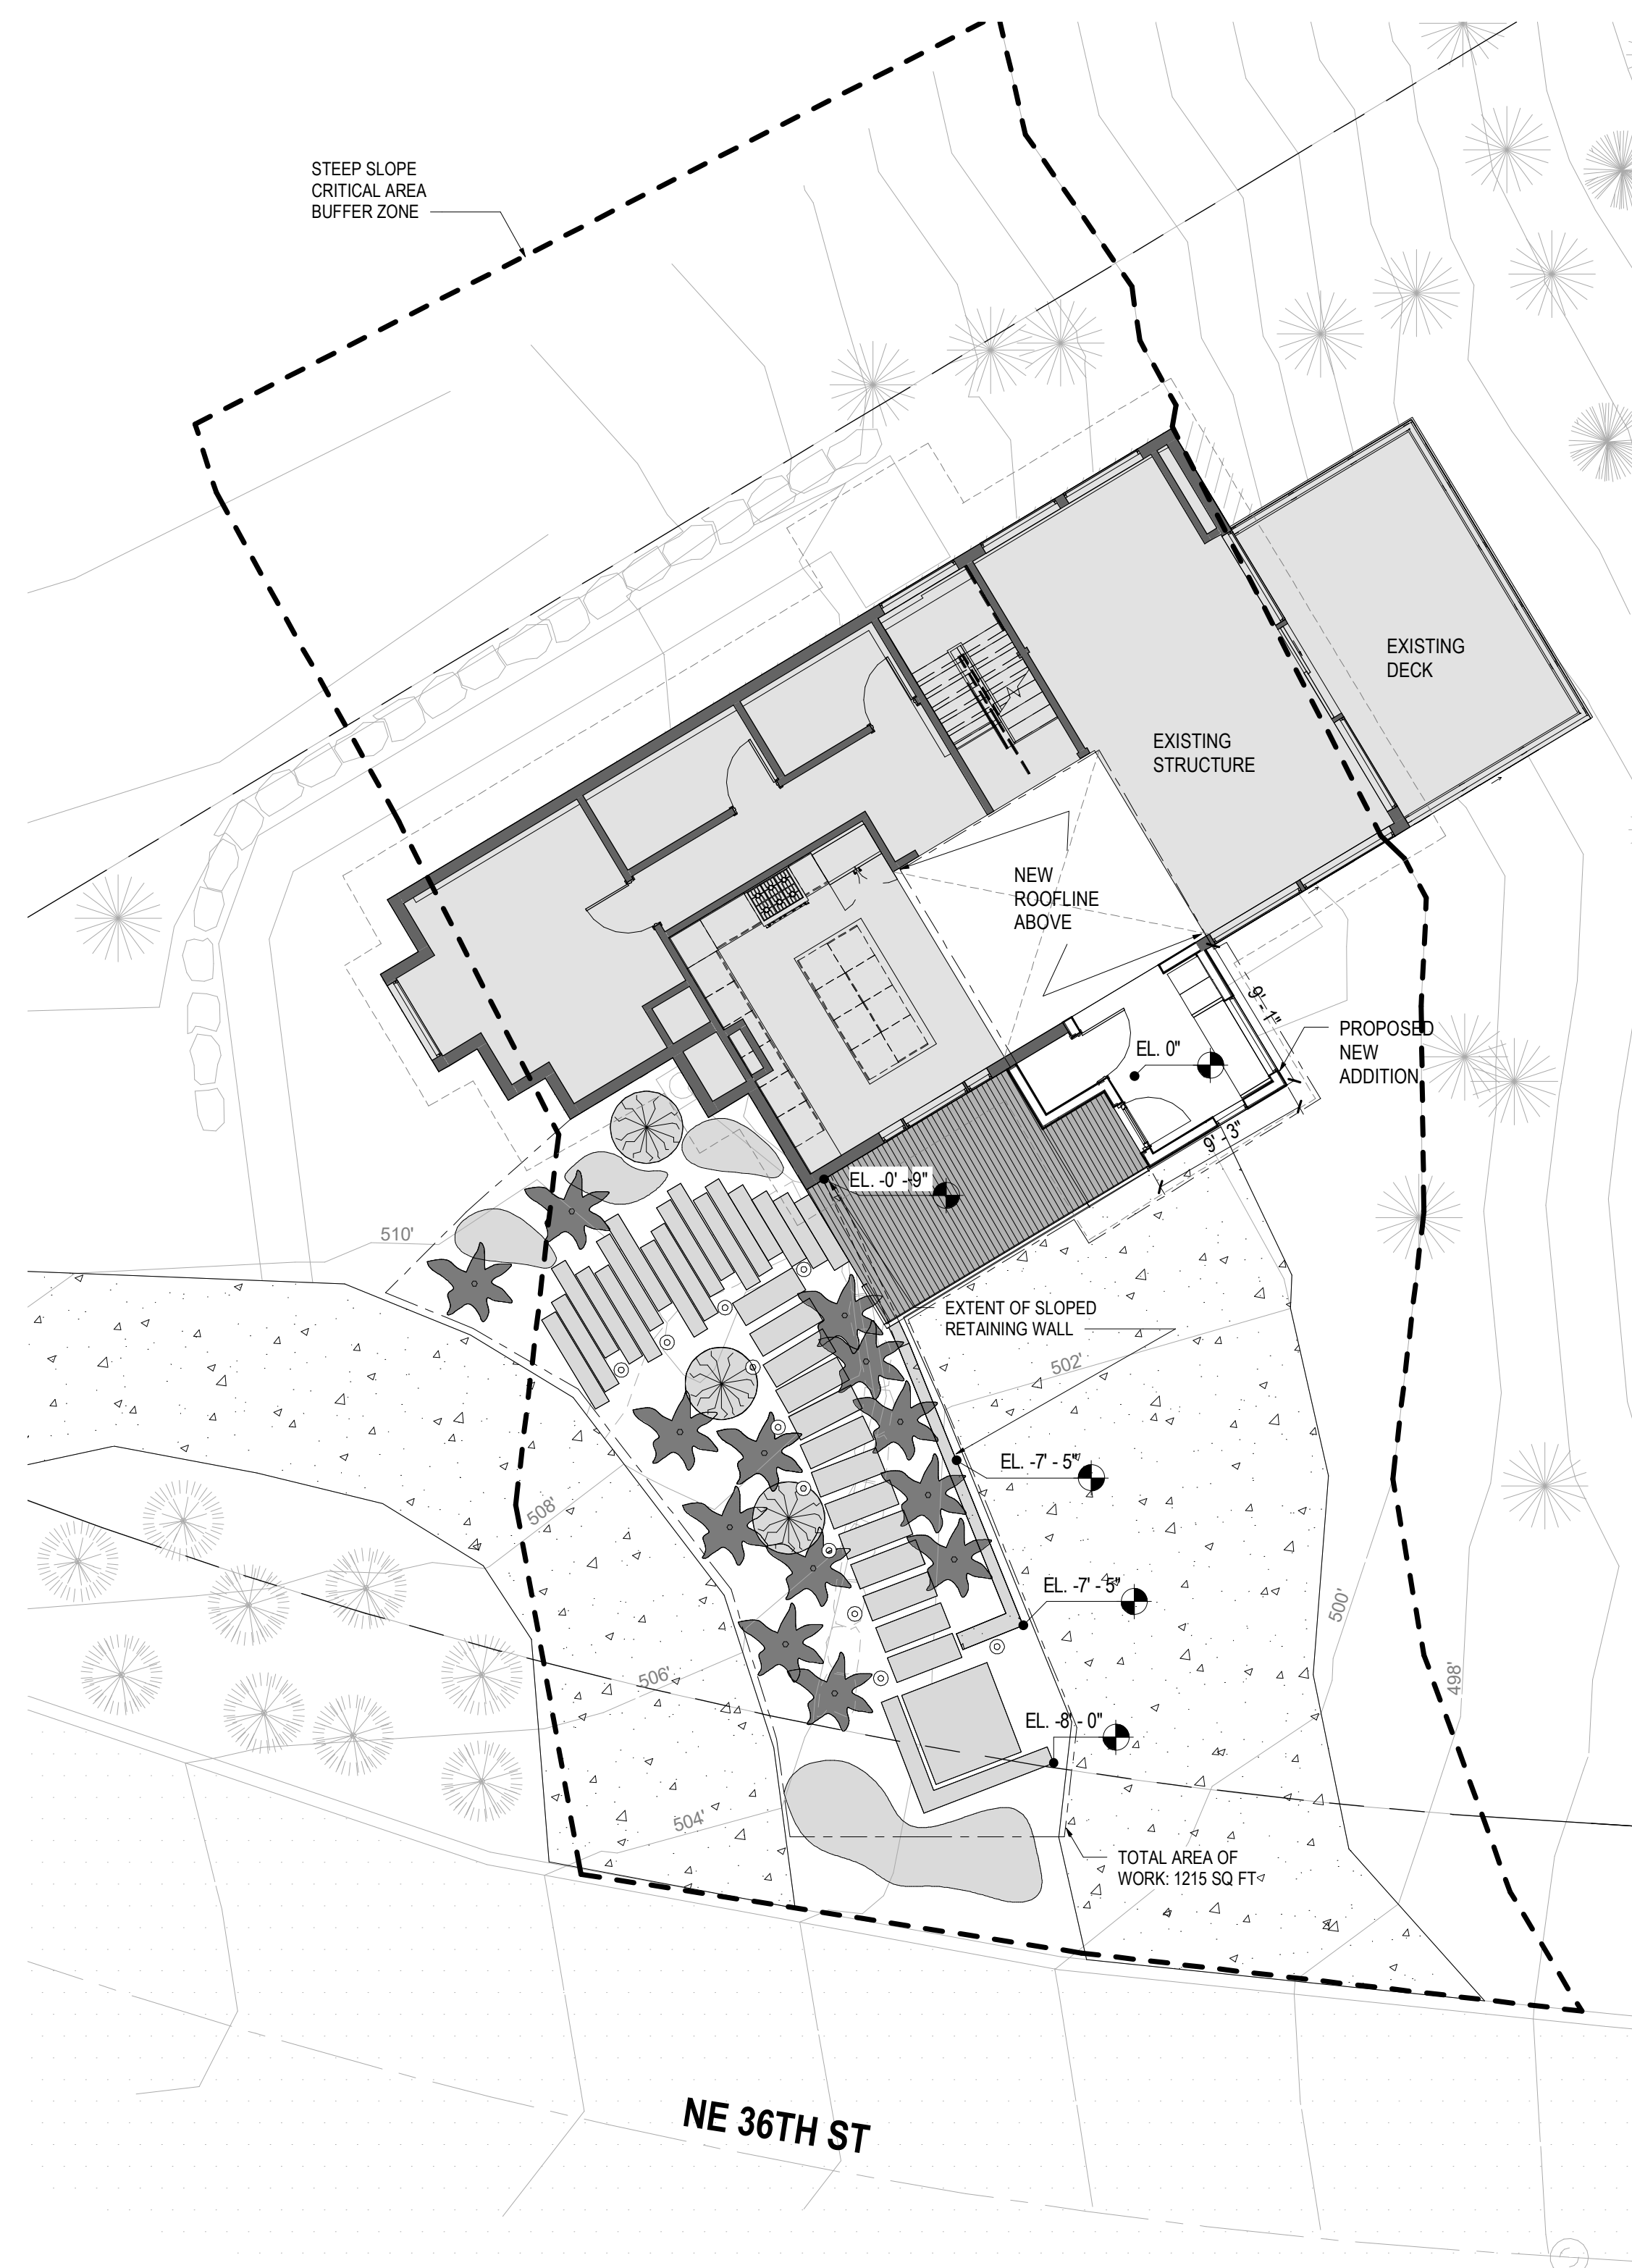 STEEP SLOPE
CRITICAL AREA
BUFFER ZONE
EXISTING
DECK
EXISTING
STRUCTURE
NEW
ROOFLINE
ABOVE
9' - 1"
PROPOSED
NEW
ADDITION
EL. 0"
9' - 3"
EL. -0' - 9"
510'
EXTENT OF SLOPED
RETAINING WALL
502'
EL. -7' - 5"
508'
EL. -7' - 5"
500'
506'
498'
EL. -8' - 0"
504'
TOTAL AREA OF
WORK: 1215 SQ FT
NE 36TH ST